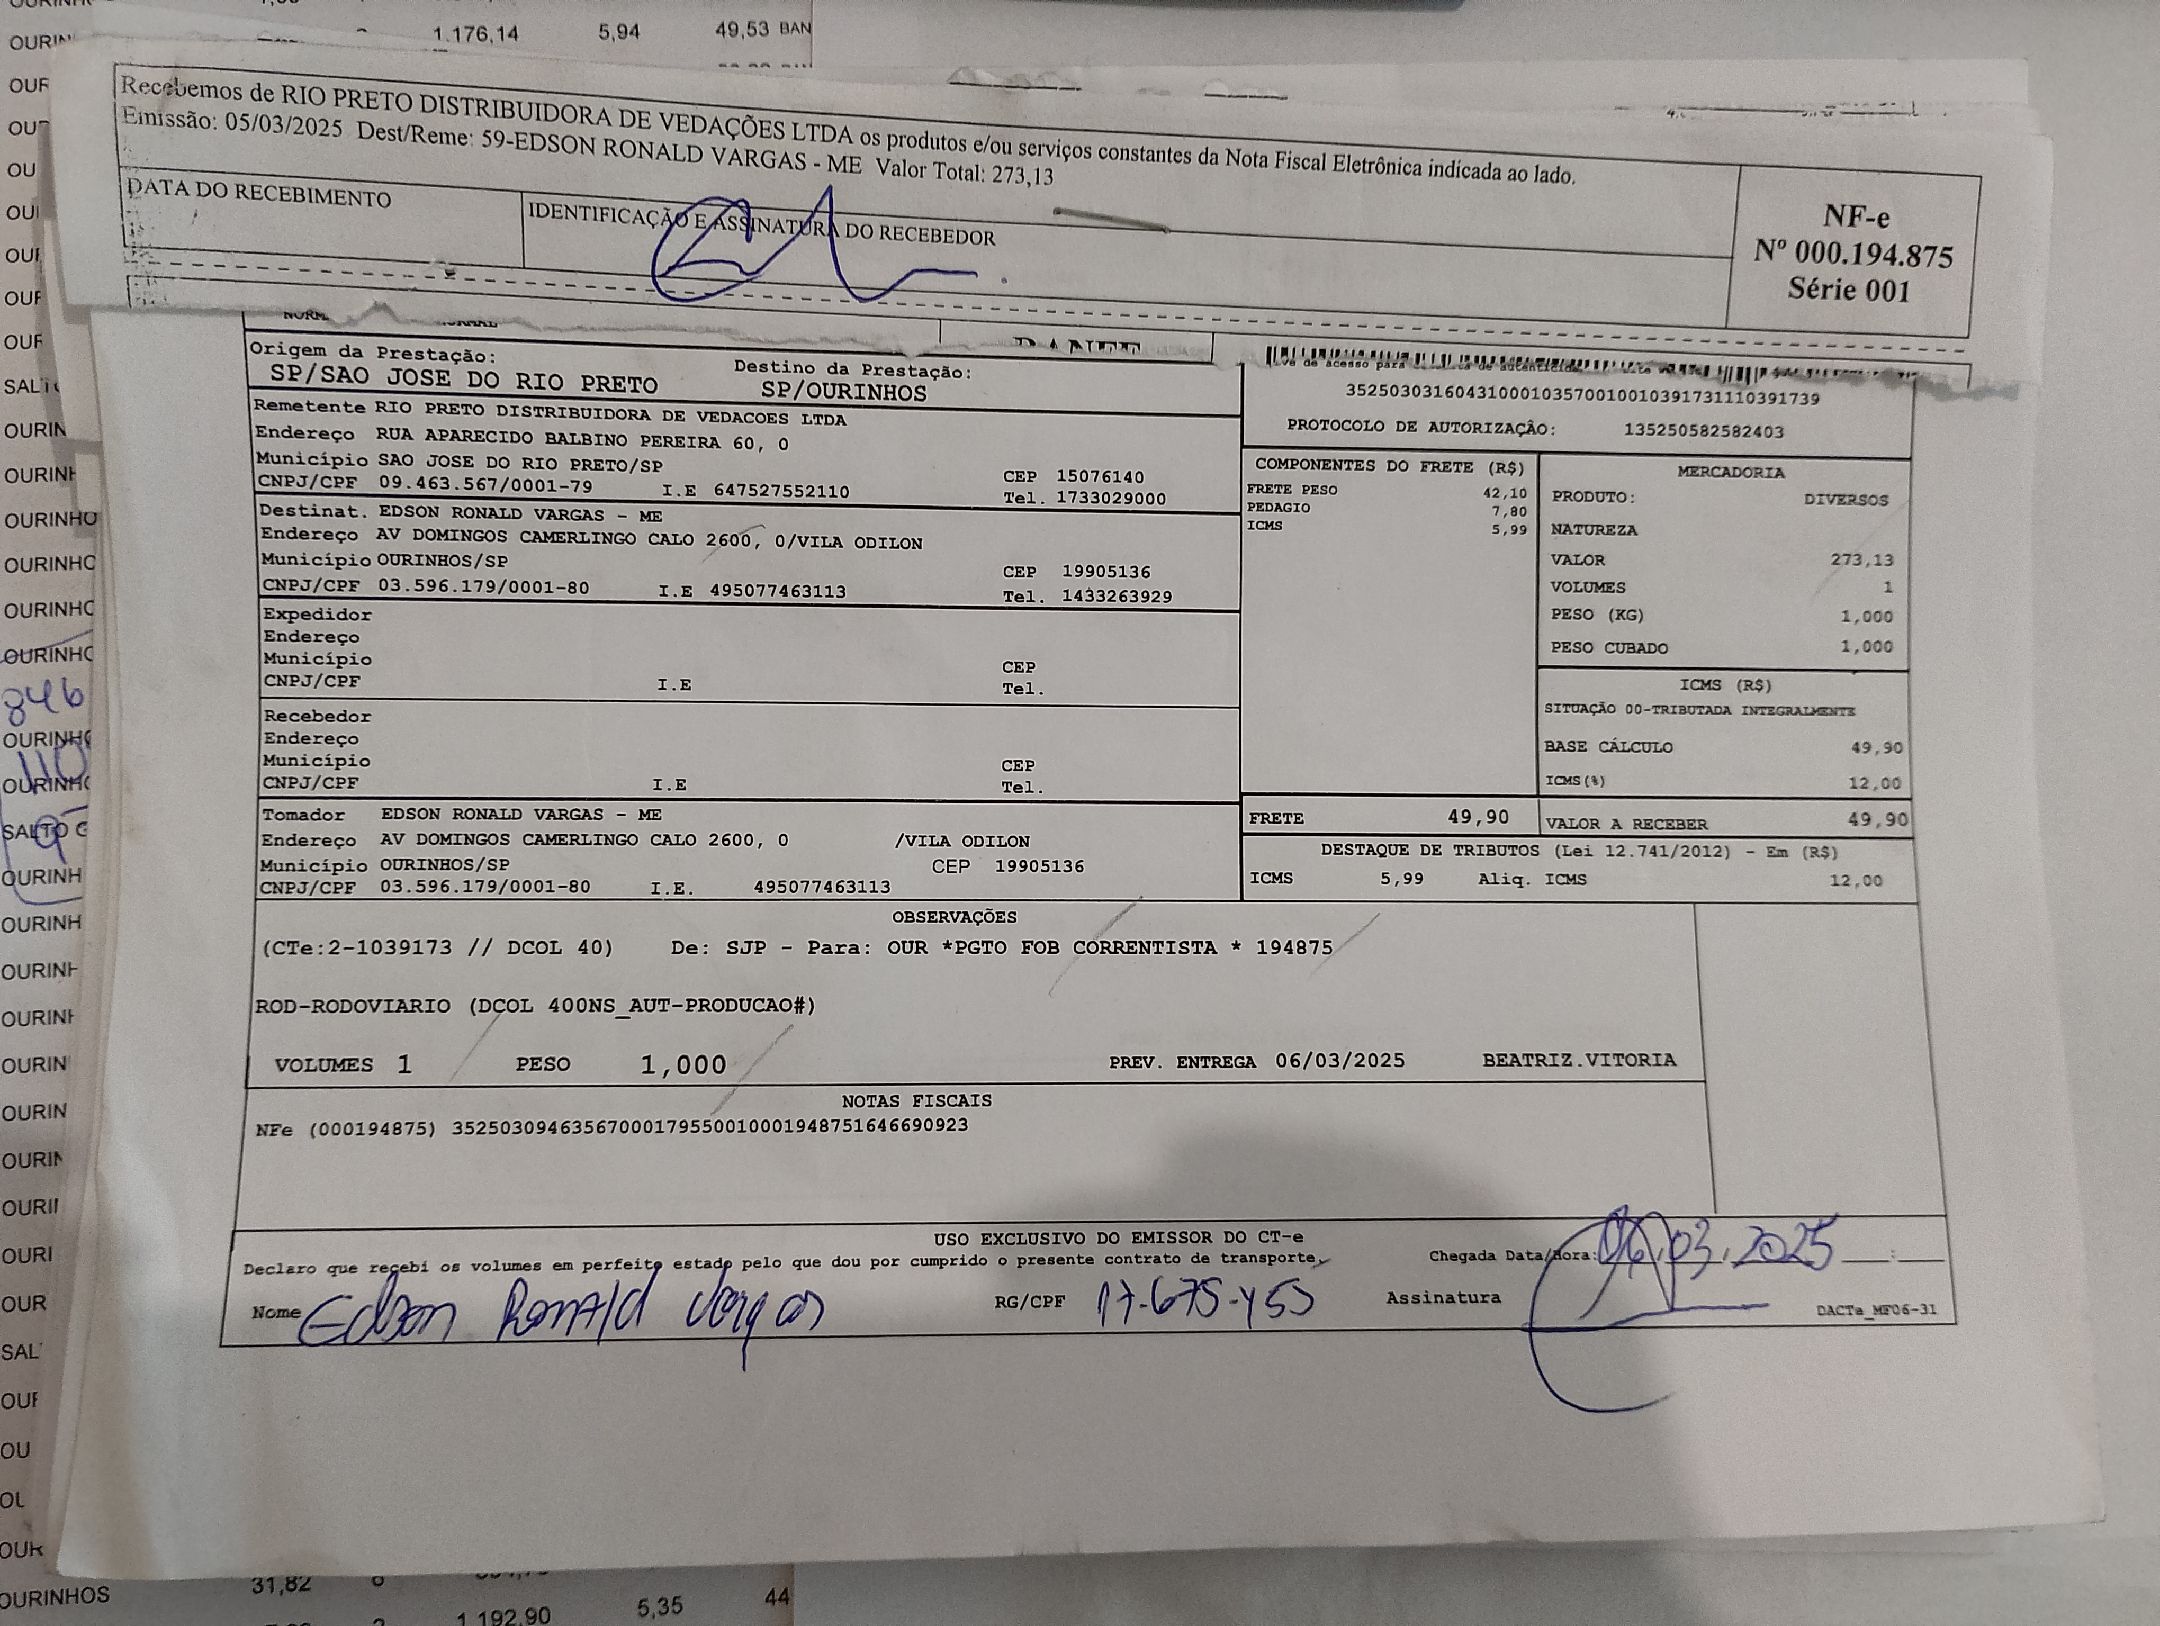 1.176,14 5,94 49,53 BAN
Recebemos de RIO PRETO DISTRIBUIDORA DE VEDAÇÕES LTDA os produtos e/ou serviços constantes da Nota Fiscal Eletrônica indicada ao lado.
Emissão: 05/03/2025 Dest/Reme: 59-EDSON RONALD VARGAS - ME Valor Total: 273,13
DATA DO RECEBIMENTO
IDENTIFICAÇÃO E ASSINATURA DO RECEBEDOR
NF-e
Nº 000.194.875
Série 001
Origem da Prestação:
SP/SAO JOSE DO RIO PRETO
Destino da Prestação:
SP/OURINHOS
35250303160431000103570010010391731110391739
PROTOCOLO DE AUTORIZAÇÃO: 135250582582403
Remetente RIO PRETO DISTRIBUIDORA DE VEDACOES LTDA
Endereço RUA APARECIDO BALBINO PEREIRA 60, 0
Município SAO JOSE DO RIO PRETO/SP CEP 15076140
CNPJ/CPF 09.463.567/0001-79 I.E 647527552110 Tel. 1733029000
Destinat. EDSON RONALD VARGAS - ME
Endereço AV DOMINGOS CAMERLINGO CALO 2600, 0/VILA ODILON
Município OURINHOS/SP CEP 19905136
CNPJ/CPF 03.596.179/0001-80 I.E 495077463113 Tel. 1433263929
Expedidor
Endereço
Município CEP
CNPJ/CPF I.E Tel.
Recebedor
Endereço
Município CEP
CNPJ/CPF I.E Tel.
Tomador EDSON RONALD VARGAS - ME
Endereço AV DOMINGOS CAMERLINGO CALO 2600, 0 /VILA ODILON
Município OURINHOS/SP CEP 19905136
CNPJ/CPF 03.596.179/0001-80 I.E. 495077463113
COMPONENTES DO FRETE (R$)
FRETE PESO 42,10
PEDAGIO 7,80
ICMS 5,99
MERCADORIA
PRODUTO: DIVERSOS
NATUREZA
VALOR 273,13
VOLUMES 1
PESO (KG) 1,000
PESO CUBADO 1,000
ICMS (R$)
SITUAÇÃO 00-TRIBUTADA INTEGRALMENTE
BASE CÁLCULO 49,90
ICMS(%) 12,00
FRETE 49,90 VALOR A RECEBER 49,90
DESTAQUE DE TRIBUTOS (Lei 12.741/2012) - Em (R$)
ICMS 5,99 Aliq. ICMS 12,00
OBSERVAÇÕES
(CTe:2-1039173 // DCOL 40) De: SJP - Para: OUR *PGTO FOB CORRENTISTA * 194875
ROD-RODOVIARIO (DCOL 400NS_AUT-PRODUCAO#)
VOLUMES 1 PESO 1,000 PREV. ENTREGA 06/03/2025 BEATRIZ.VITORIA
NOTAS FISCAIS
NFe (000194875) 35250309463567000179550010001948751646690923
USO EXCLUSIVO DO EMISSOR DO CT-e
Declaro que recebi os volumes em perfeito estado pelo que dou por cumprido o presente contrato de transporte, Chegada Data/Hora: 06.03.2025 __:__
Nome Edson Ronald Vargas RG/CPF 17-675-455 Assinatura DACTe_MF06-31
OURINHOS 31,82
1.192,90 5,35 44